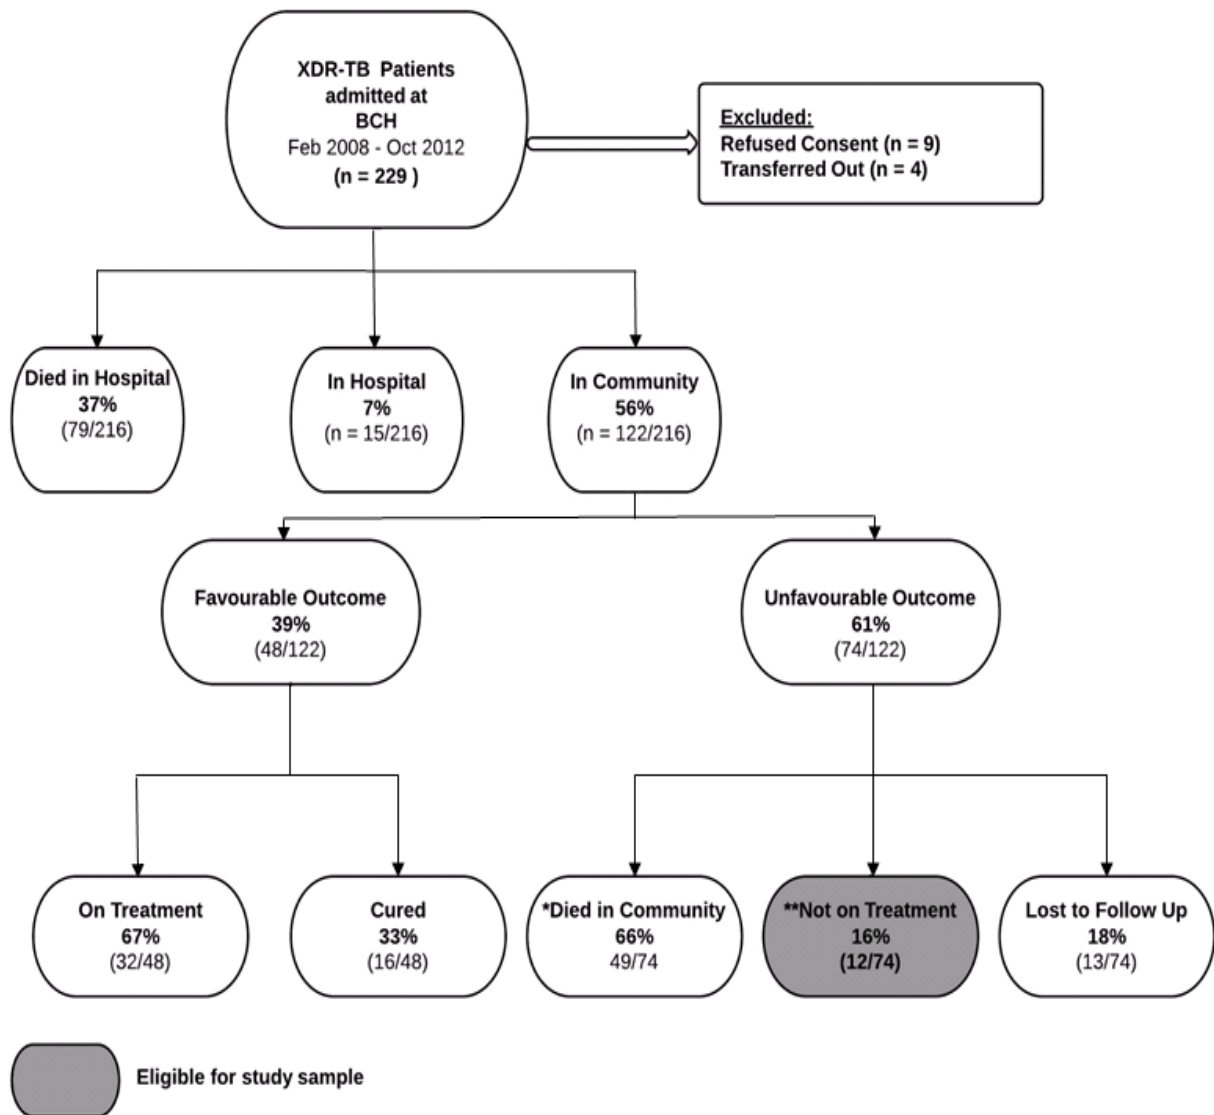 XDR-TB Patients
admitted at
BCH
Feb 2008 - Oct 2012
(n = 229 )
Excluded:
Refused Consent (n = 9)
Transferred Out (n = 4)
Died in Hospital
37%
(79/216)
In Hospital
7%
(n = 15/216)
In Community
56%
(n = 122/216)
Favourable Outcome
39%
(48/122)
Unfavourable Outcome
61%
(74/122)
On Treatment
67%
(32/48)
Cured
33%
(16/48)
*Died in Community
66%
49/74
**Not on Treatment
16%
(12/74)
Lost to Follow Up
18%
(13/74)
Eligible for study sample